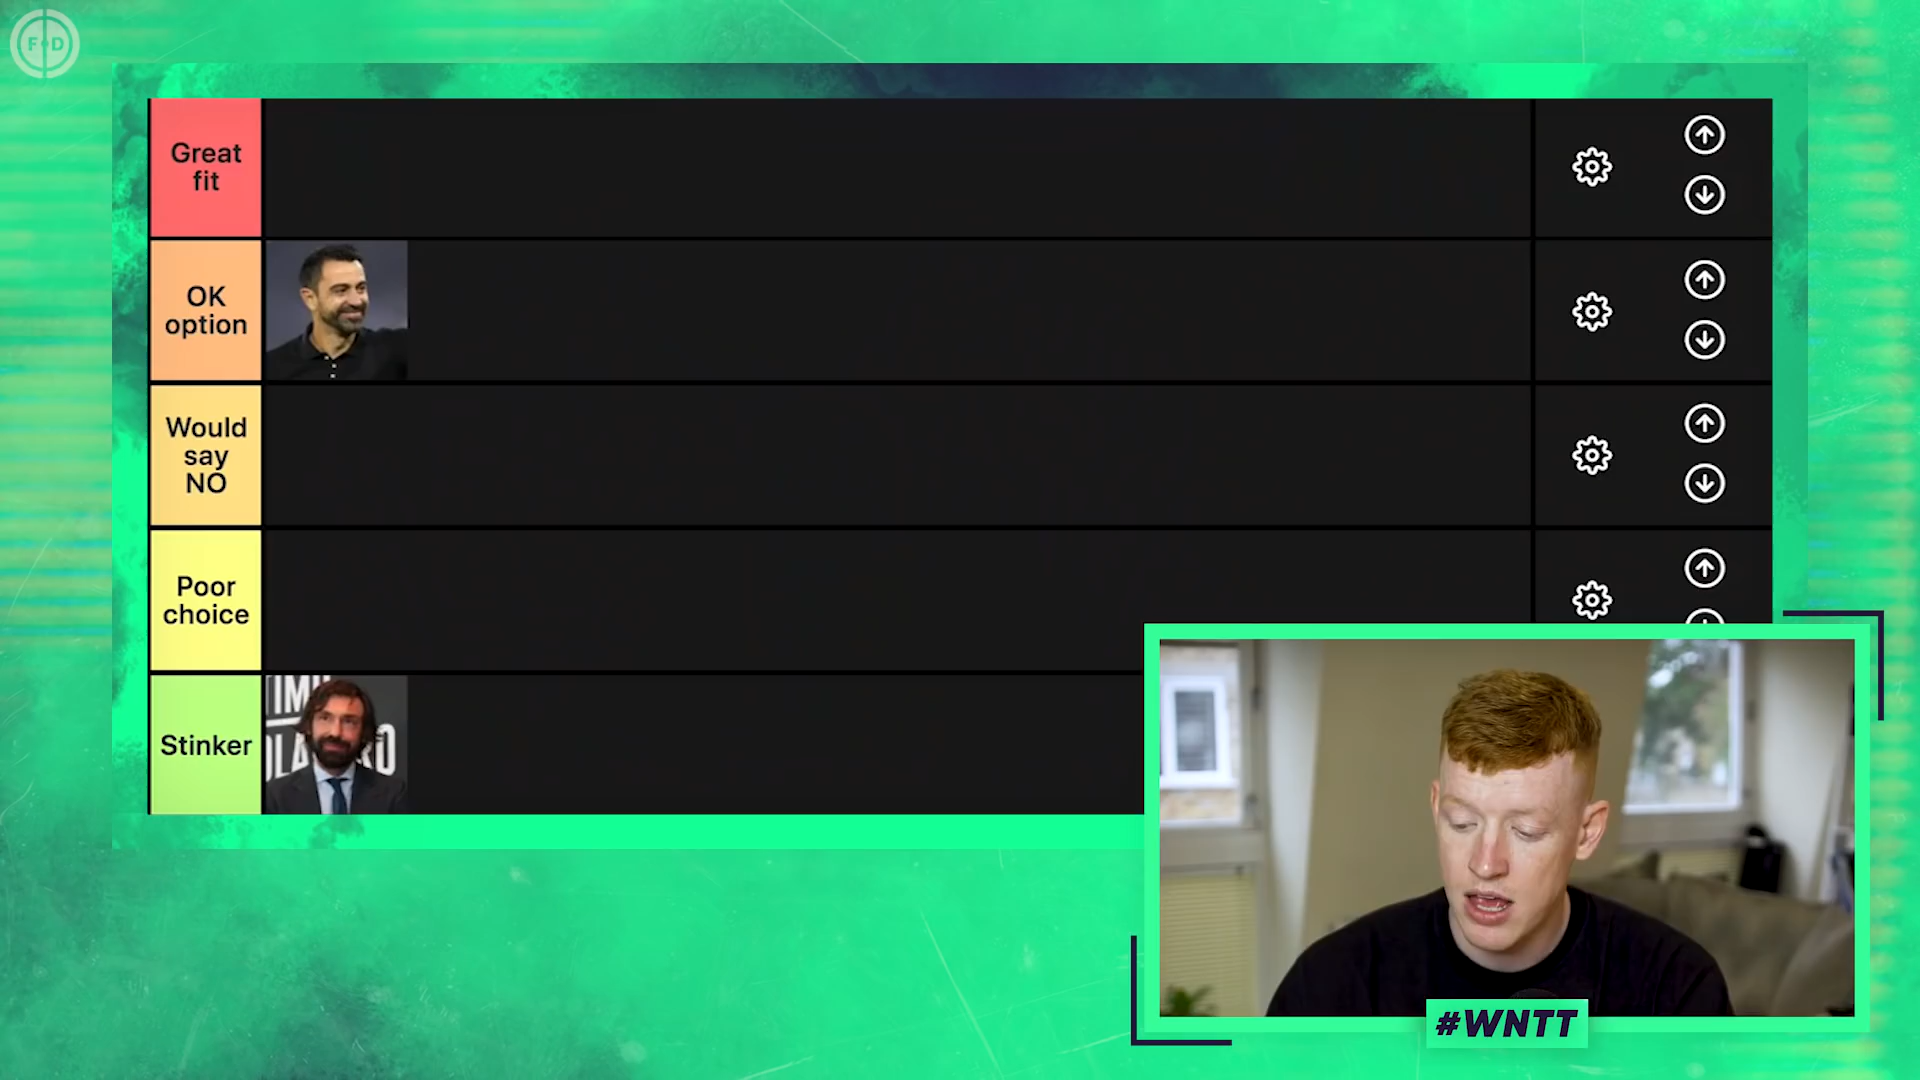 F D
Great
fit
OK
option
Would
say
NO
Poor
choice
Stinker
#WNTT